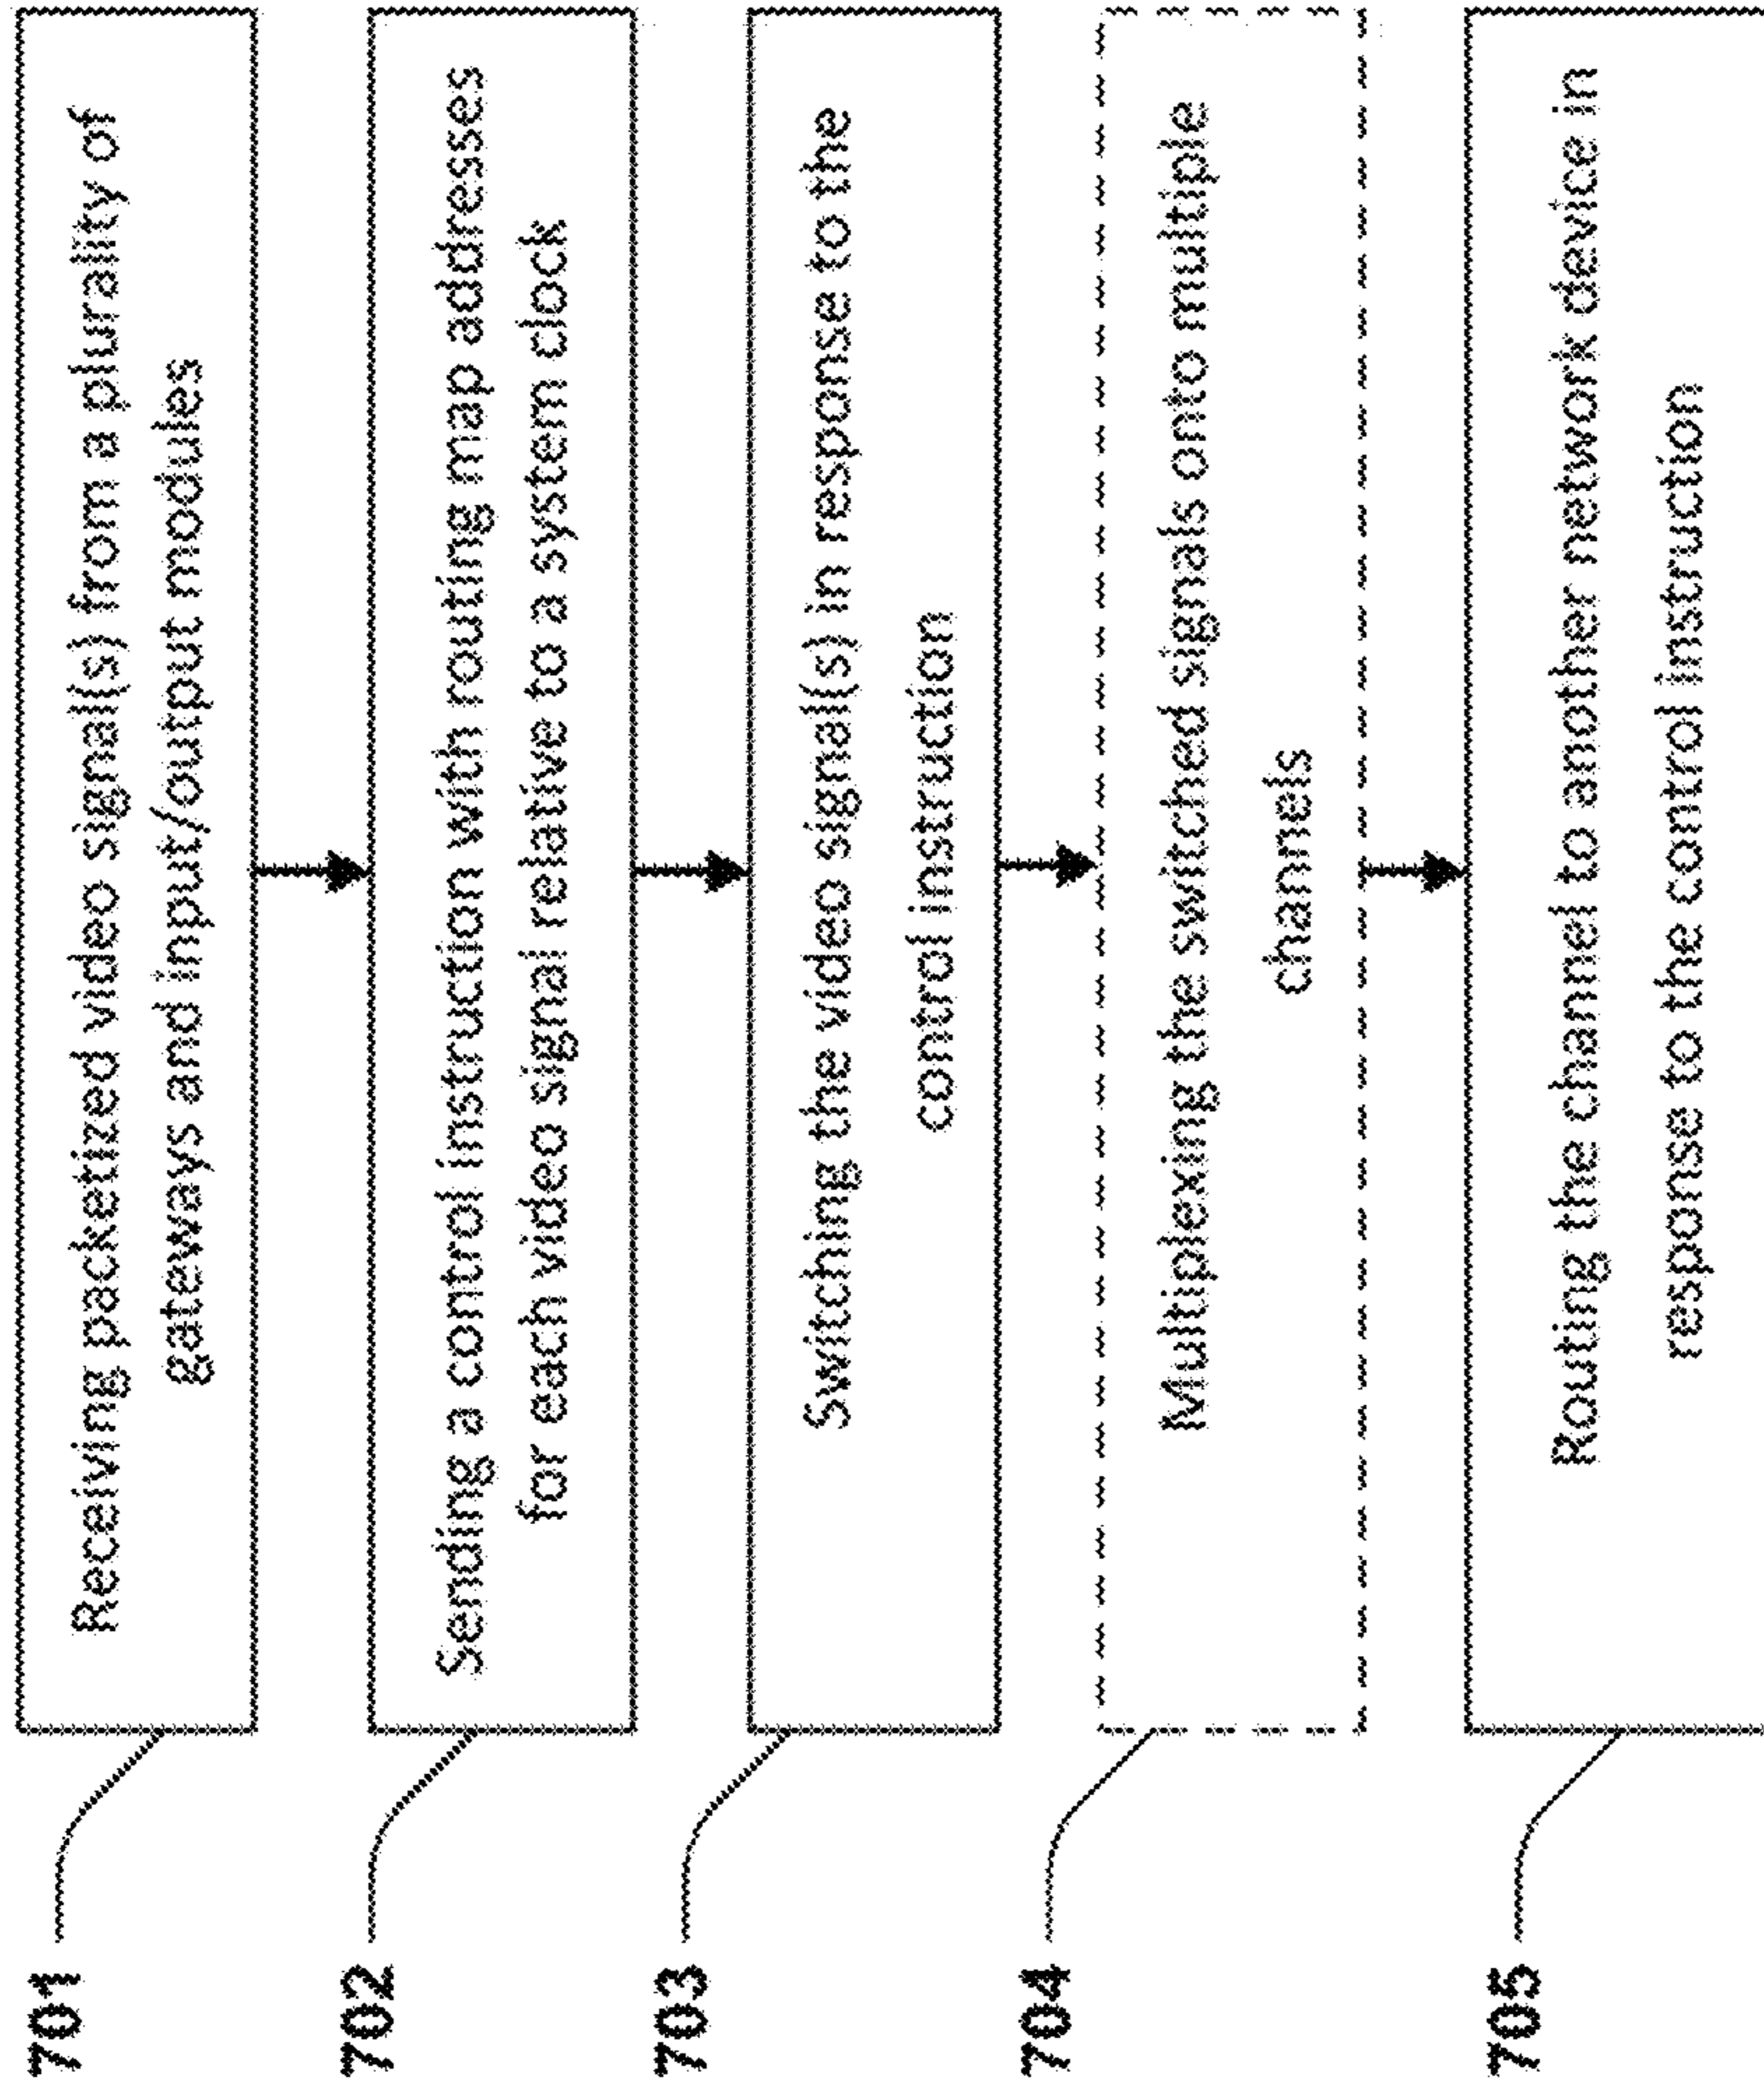 701
Receiving packetized video signal(s) from a plurality of
gateways and input/output modules
702
Sending a control instruction with routing map addresses
for each video signal relative to a system clock
703
Switching the video signal(s) in response to the
control instruction
704
Multiplexing the switched signals onto multiple
channels
705
Routing the channel to another network device in
response to the control instruction